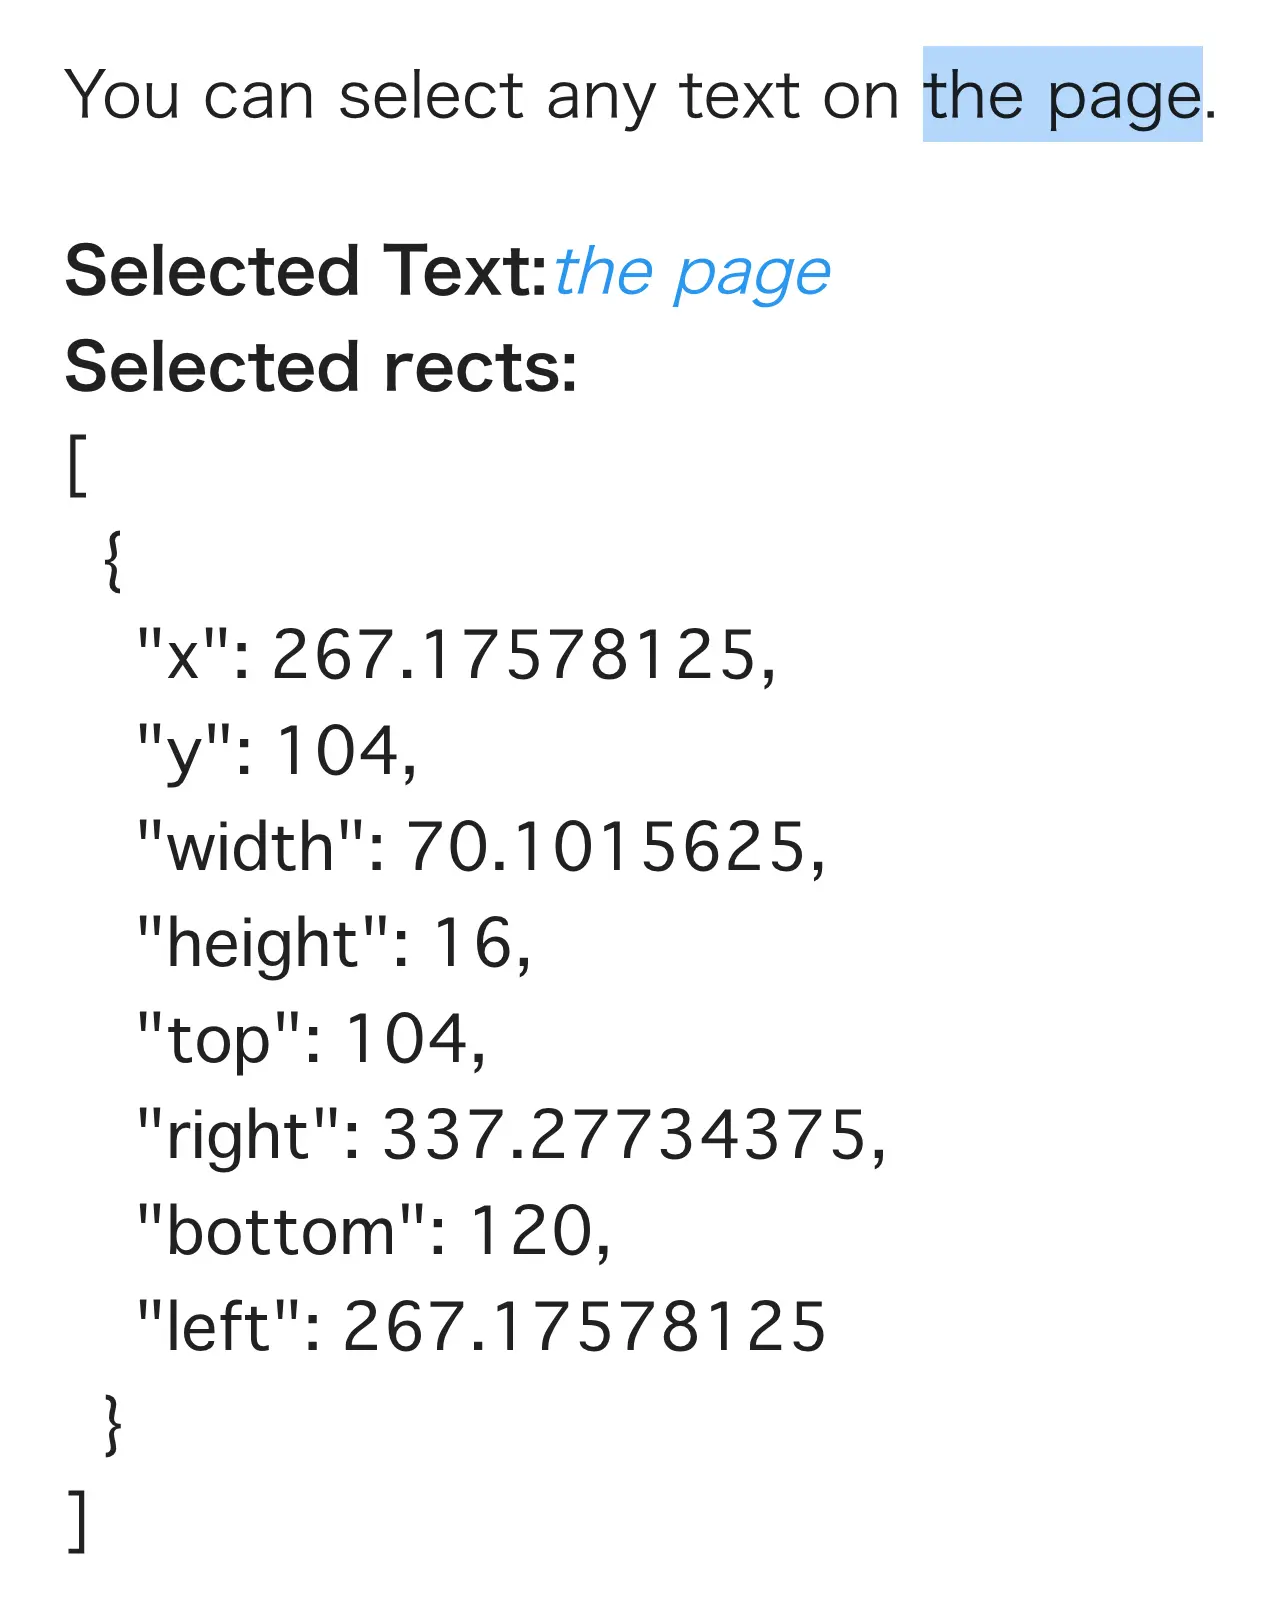 You can select any text on the page.
Selected Text:the page
Selected rects:
[
  {
    "x": 267.17578125,
    "y": 104,
    "width": 70.1015625,
    "height": 16,
    "top": 104,
    "right": 337.27734375,
    "bottom": 120,
    "left": 267.17578125
  }
]